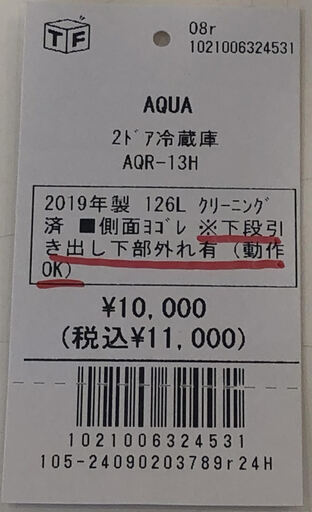 TF
08r
1021006324531
AQUA
2ﾄﾞｱ冷蔵庫
AQR-13H
2019年製 126L ｸﾘｰﾆﾝｸﾞ
済 ■側面ﾖｺﾞﾚ ※下段引
き出し下部外れ有（動作
OK）
¥10,000
(税込¥11,000)
1021006324531
105-24090203789r24H